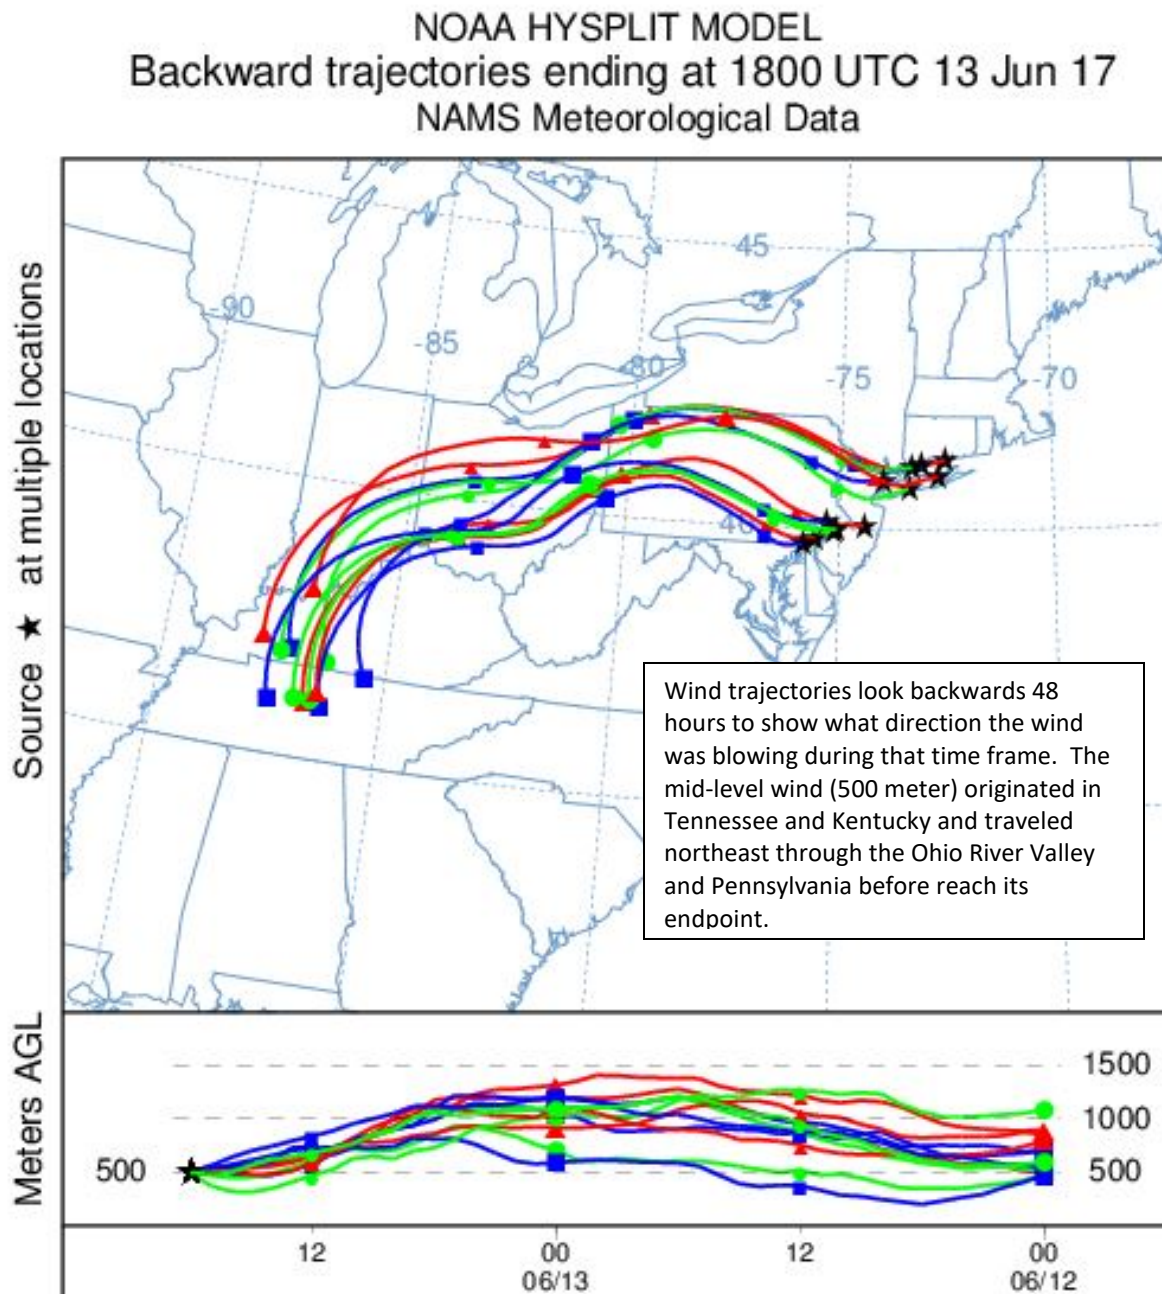 NOAA HYSPLIT MODEL
Backward trajectories ending at 1800 UTC 13 Jun 17
NAMS Meteorological Data
Source ★ at multiple locations
45
-90
-85
-80
-75
-70
40
Wind trajectories look backwards 48
hours to show what direction the wind
was blowing during that time frame.  The
mid-level wind (500 meter) originated in
Tennessee and Kentucky and traveled
northeast through the Ohio River Valley
and Pennsylvania before reach its
endpoint.
Meters AGL
1500
1000
500
500
12
00
12
00
06/13
06/12